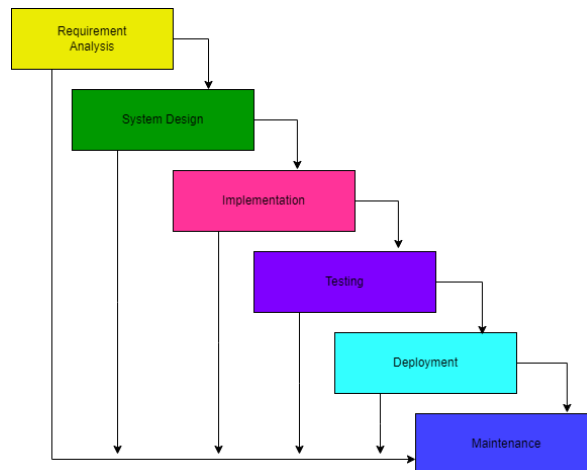 Requirement
Analysis
System Design
Implementation
Testing
Deployment
Maintenance